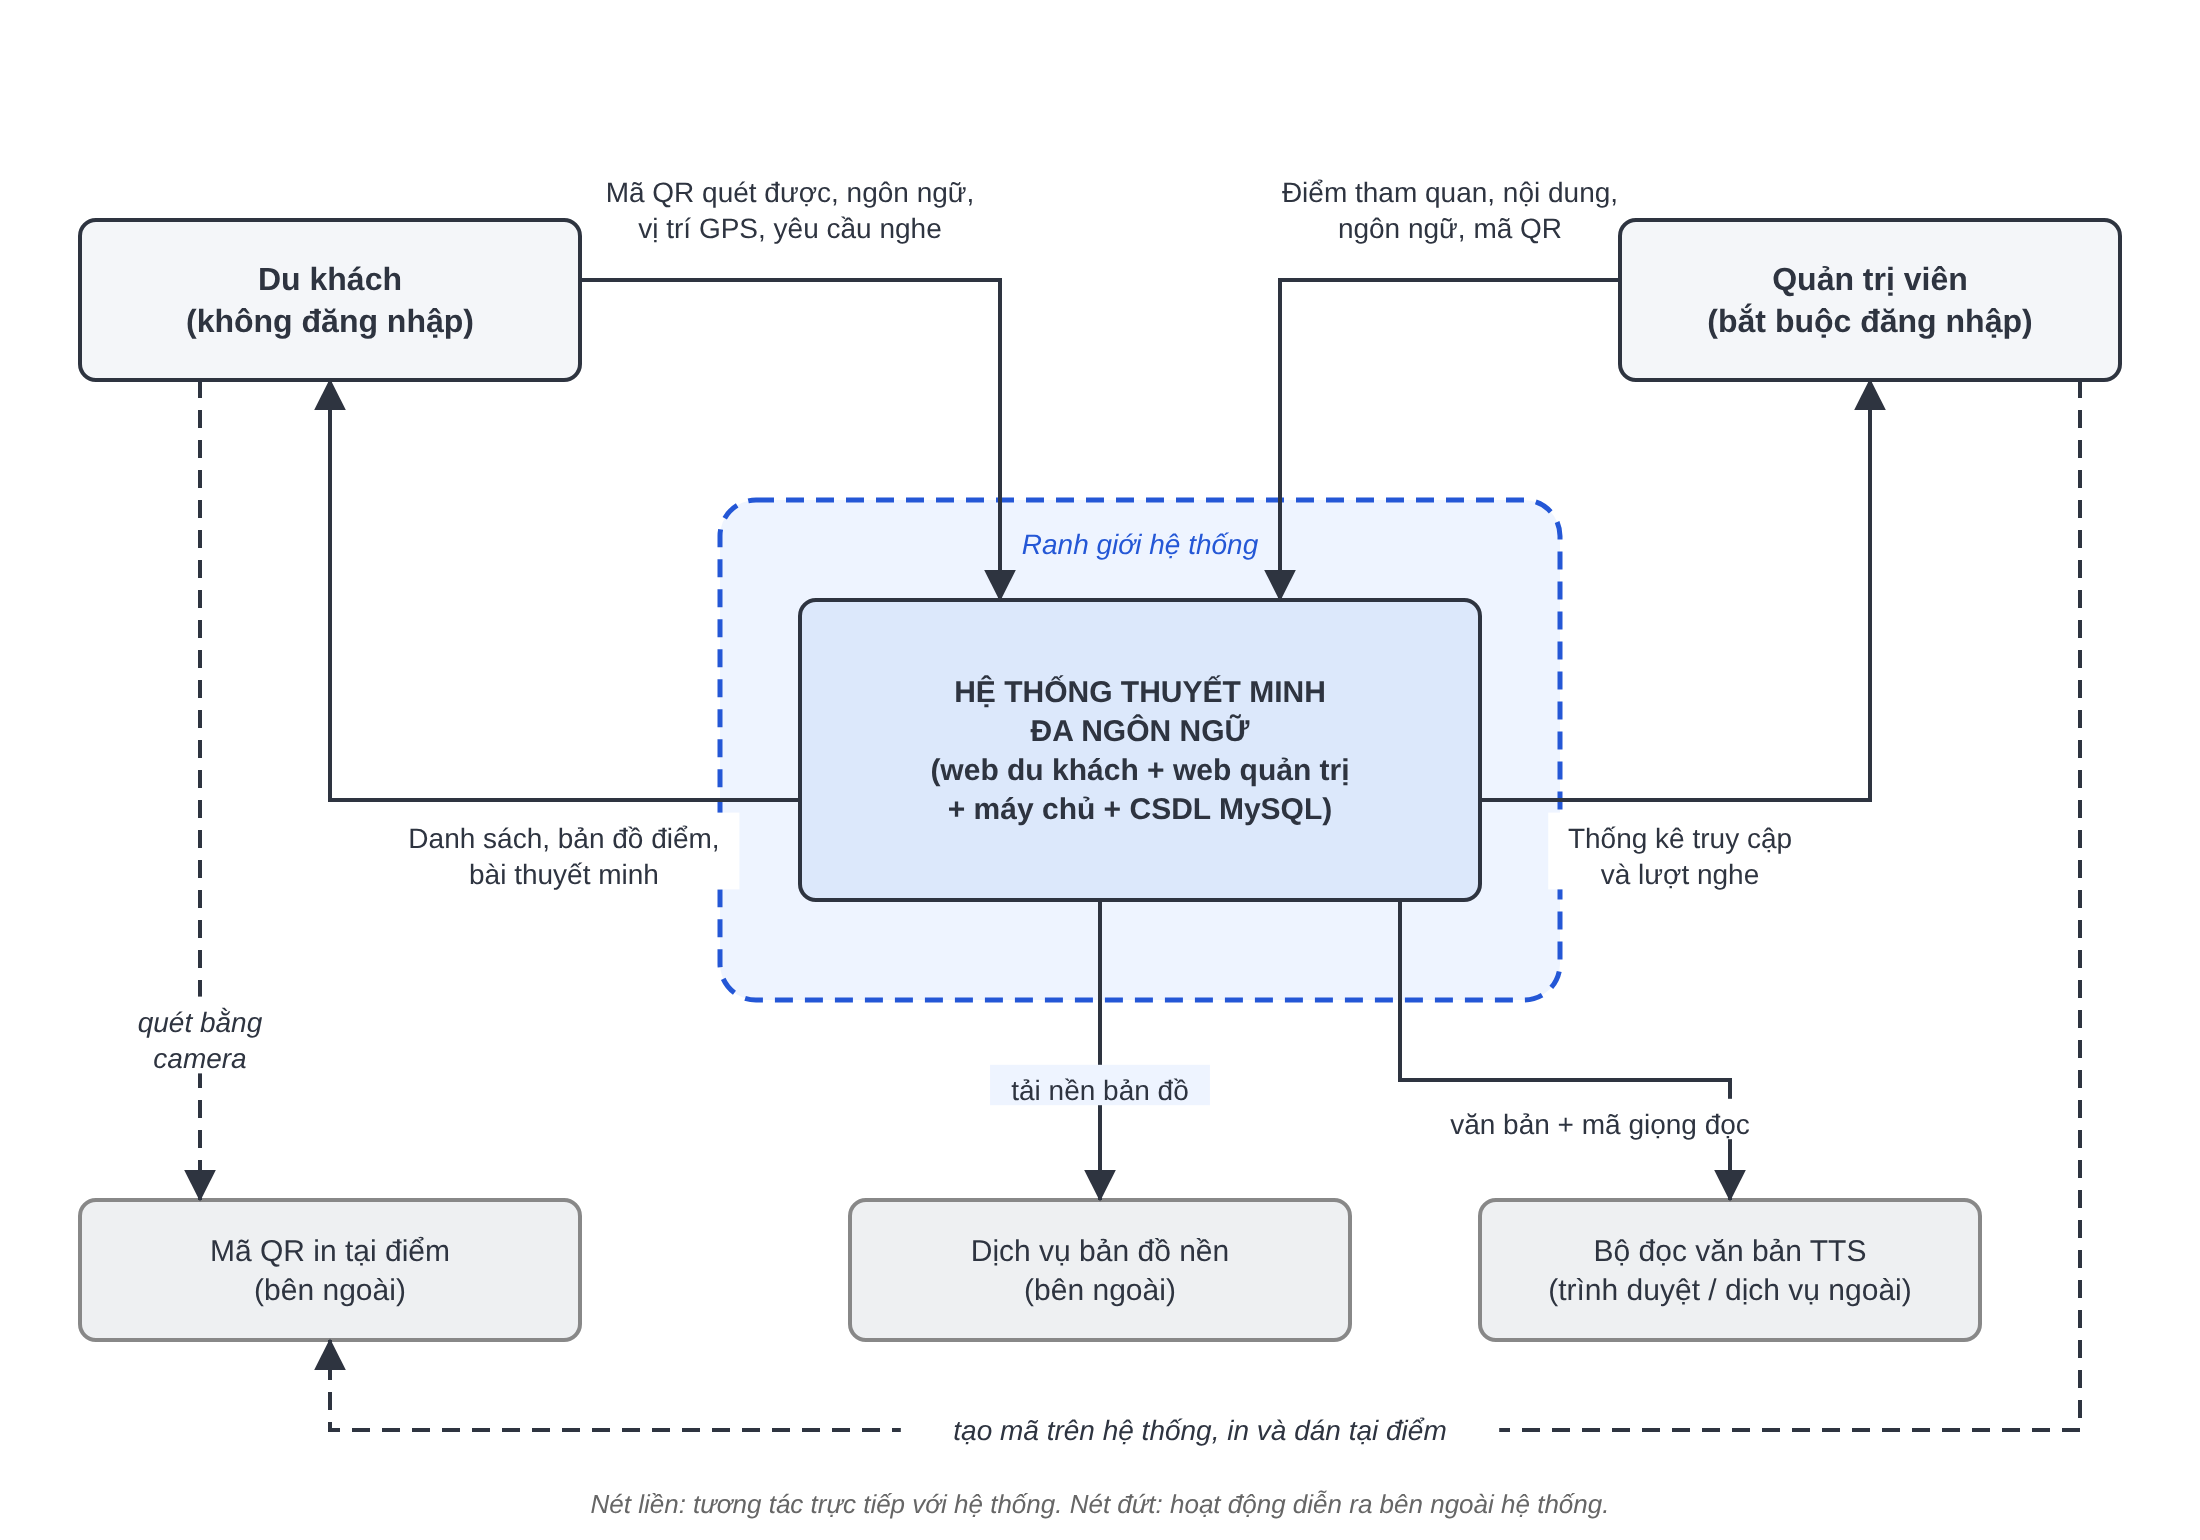 Mã QR quét được, ngôn ngữ,
vị trí GPS, yêu cầu nghe
Điểm tham quan, nội dung,
ngôn ngữ, mã QR
Du khách
(không đăng nhập)
Quản trị viên
(bắt buộc đăng nhập)
Ranh giới hệ thống
HỆ THỐNG THUYẾT MINH
ĐA NGÔN NGỮ
(web du khách + web quản trị
+ máy chủ + CSDL MySQL)
Danh sách, bản đồ điểm,
bài thuyết minh
Thống kê truy cập
và lượt nghe
quét bằng
camera
tải nền bản đồ
văn bản + mã giọng đọc
Mã QR in tại điểm
(bên ngoài)
Dịch vụ bản đồ nền
(bên ngoài)
Bộ đọc văn bản TTS
(trình duyệt / dịch vụ ngoài)
tạo mã trên hệ thống, in và dán tại điểm
Nét liền: tương tác trực tiếp với hệ thống. Nét đứt: hoạt động diễn ra bên ngoài hệ thống.